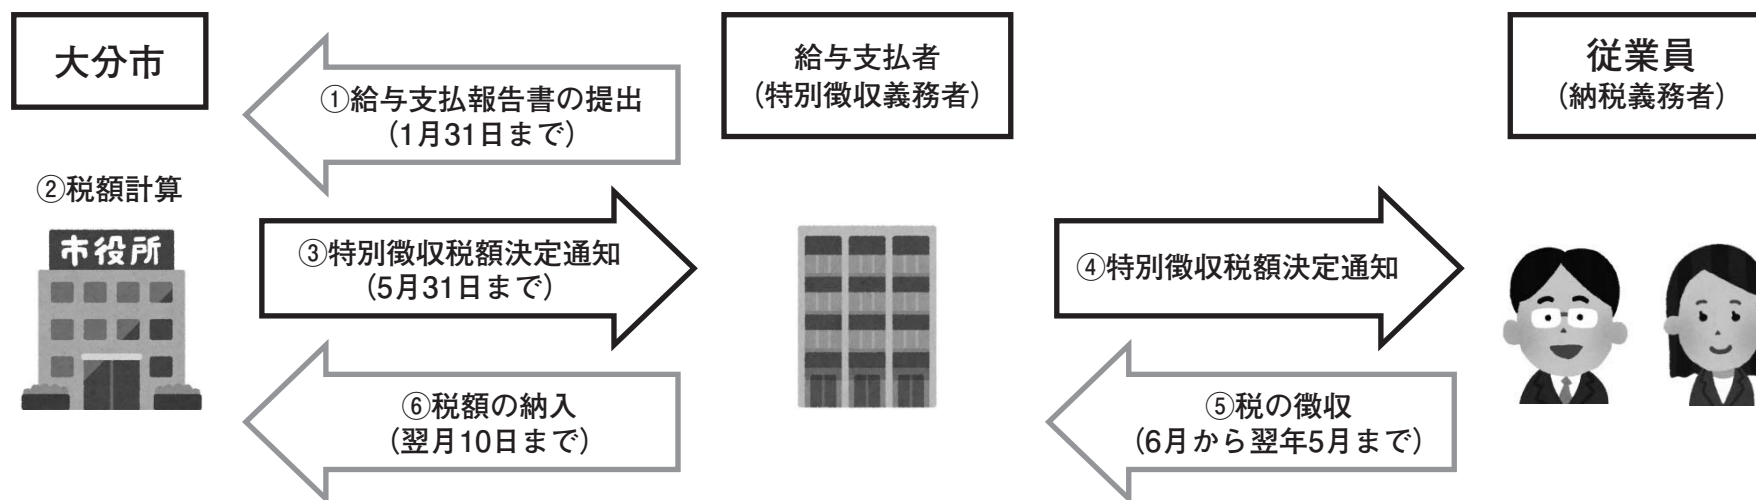 大分市
給与支払者
（特別徴収義務者）
従業員
（納税義務者）
①給与支払報告書の提出
（1月31日まで）
②税額計算
市役所
③特別徴収税額決定通知
（5月31日まで）
④特別徴収税額決定通知
⑤税の徴収
（6月から翌年5月まで）
⑥税額の納入
（翌月10日まで）